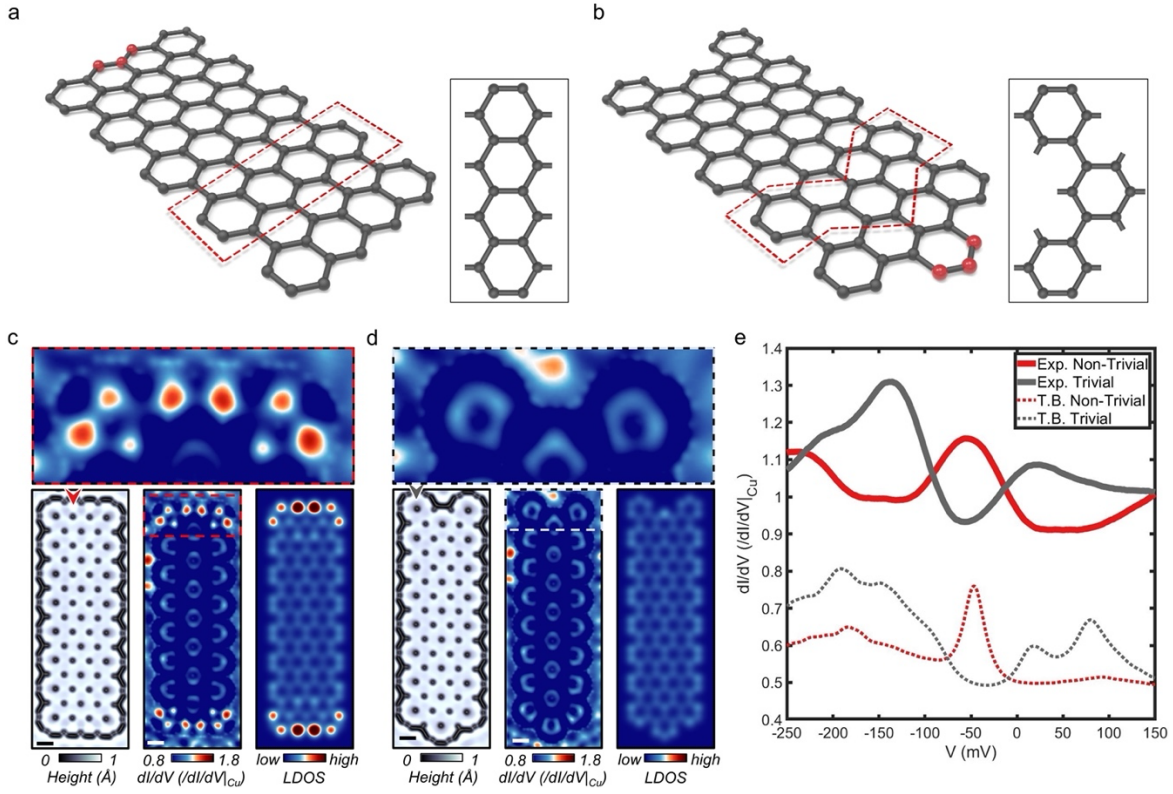 a
b
c
d
e
0 1
Height (Å)
0.8 1.8
dI/dV (/dI/dV|Cu)
low high
LDOS
0 1
Height (Å)
0.8 1.8
dI/dV (/dI/dV|Cu)
low high
LDOS
Exp. Non-Trivial
Exp. Trivial
T.B. Non-Trivial
T.B. Trivial
dI/dV (/dI/dV|Cu)
1.4
1.3
1.2
1.1
1
0.9
0.8
0.7
0.6
0.5
0.4
-250 -200 -150 -100 -50 0 50 100 150
V (mV)